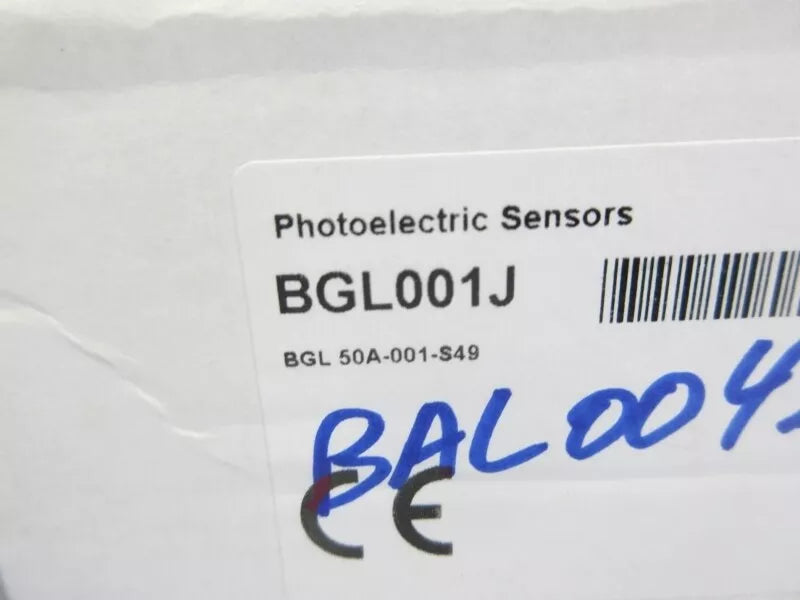 Photoelectric Sensors
BGL001J
BGL 50A-001-S49
BAL004
CE